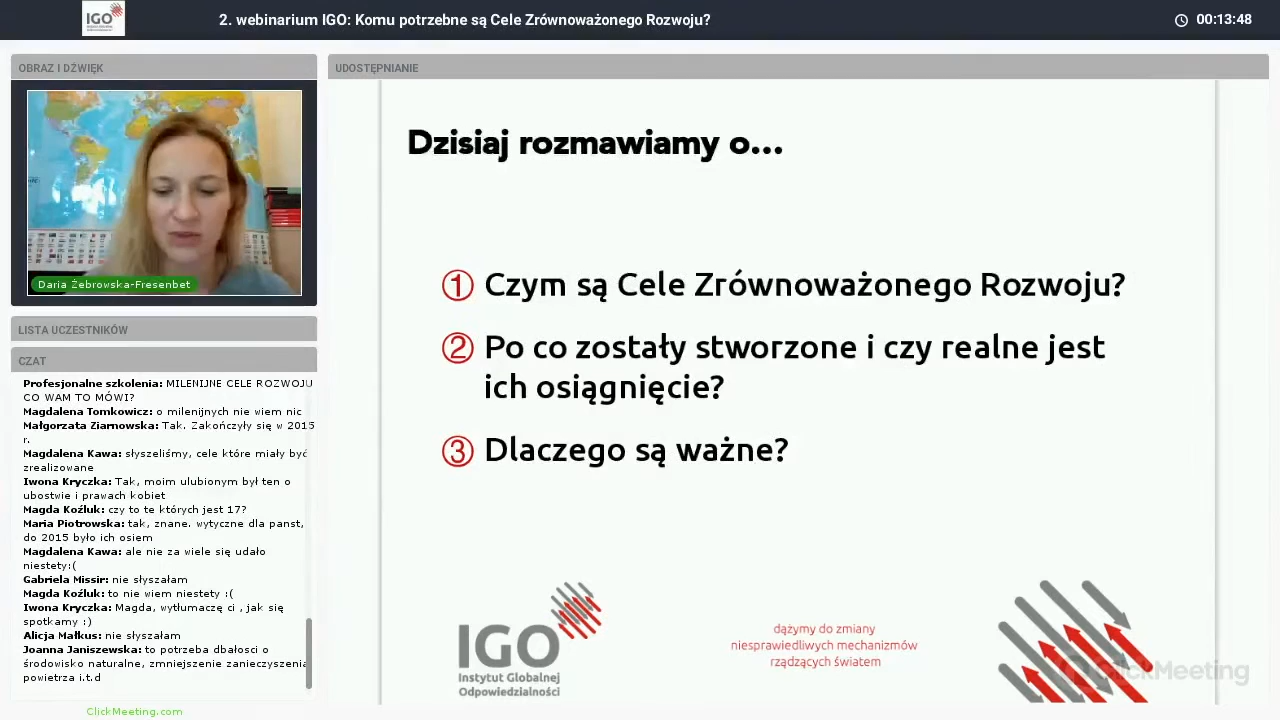 IGO
2. webinarium IGO: Komu potrzebne są Cele Zrównoważonego Rozwoju?
00:13:48
OBRAZ I DŹWIĘK
Daria Żebrowska-Fresenbet
LISTA UCZESTNIKÓW
CZAT
Profesjonalne szkolenia: MILENIJNE CELE ROZWOJU
CO WAM TO MÓWI?
Magdalena Tomkowicz: o milenijnych nie wiem nic
Małgorzata Ziarnowska: Tak. Zakończyły się w 2015
r.
Magdalena Kawa: słyszeliśmy, cele które miały być
zrealizowane
Iwona Kryczka: Tak, moim ulubionym był ten o
ubostwie i prawach kobiet
Magda Koźluk: czy to te których jest 17?
Maria Piotrowska: tak, znane. wytyczne dla panst,
do 2015 było ich osiem
Magdalena Kawa: ale nie za wiele się udało
niestety:(
Gabriela Missir: nie słyszałam
Magda Koźluk: to nie wiem niestety :(
Iwona Kryczka: Magda, wytłumaczę ci , jak się
spotkamy :)
Alicja Małkus: nie słyszałam
Joanna Janiszewska: to potrzeba dbałosci o
środowisko naturalne, zmniejszenie zanieczyszenia
powietrza i.t.d
ClickMeeting.com
UDOSTĘPNIANIE
Dzisiaj rozmawiamy o...
① Czym są Cele Zrównoważonego Rozwoju?
② Po co zostały stworzone i czy realne jest
ich osiągnięcie?
③ Dlaczego są ważne?
IGO
Instytut Globalnej
Odpowiedzialności
dążymy do zmiany
niesprawiedliwych mechanizmów
rządzących światem
ClickMeeting